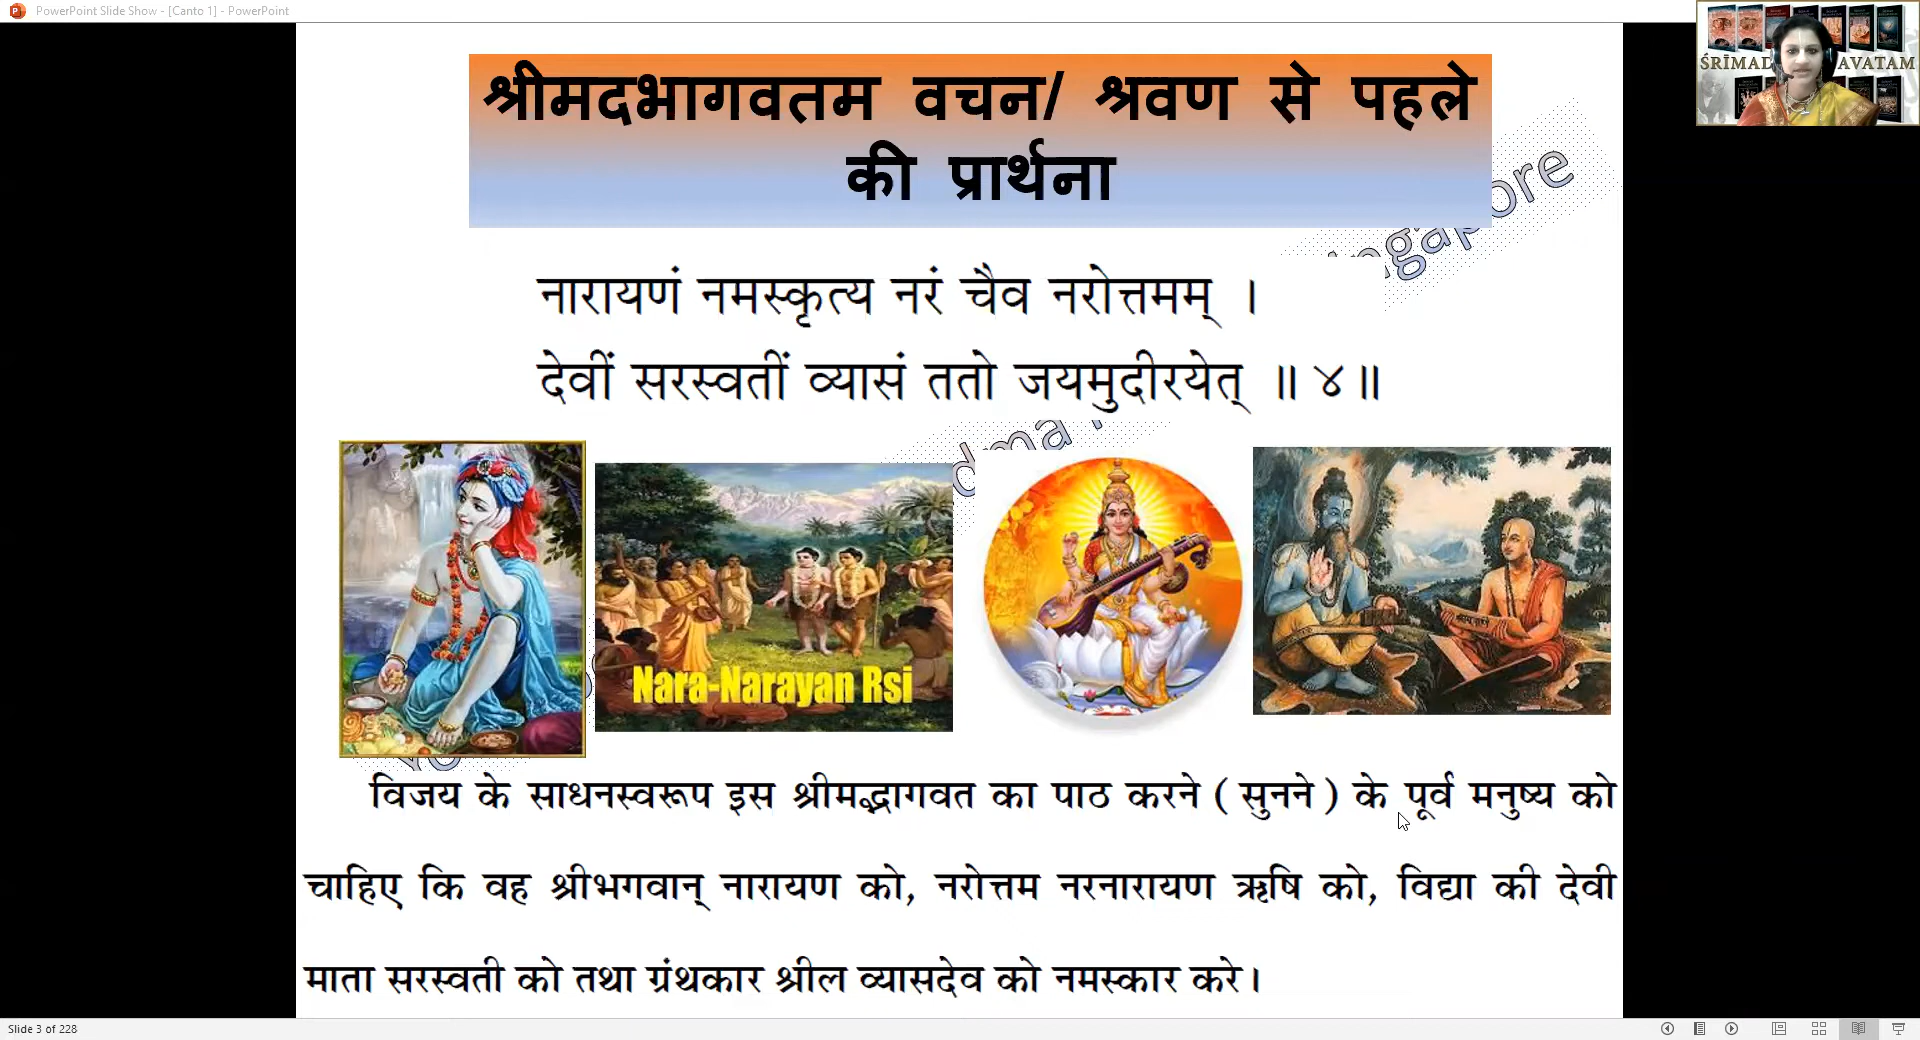 PowerPoint Slide Show - [Canto 1] - PowerPoint
ŚRĪMAD AVATAM
श्रीमदभागवतम वचन/ श्रवण से पहले
की प्रार्थना
नारायणं नमस्कृत्य नरं चैव नरोत्तमम् ।
देवीं सरस्वतीं व्यासं ततो जयमुदीरयेत् ॥ ४॥
Nara-Narayan Rsi
विजय के साधनस्वरूप इस श्रीमद्भागवत का पाठ करने ( सुनने ) के पूर्व मनुष्य को
चाहिए कि वह श्रीभगवान् नारायण को, नरोत्तम नरनारायण ऋषि को, विद्या की देवी
माता सरस्वती को तथा ग्रंथकार श्रील व्यासदेव को नमस्कार करे।
Slide 3 of 228